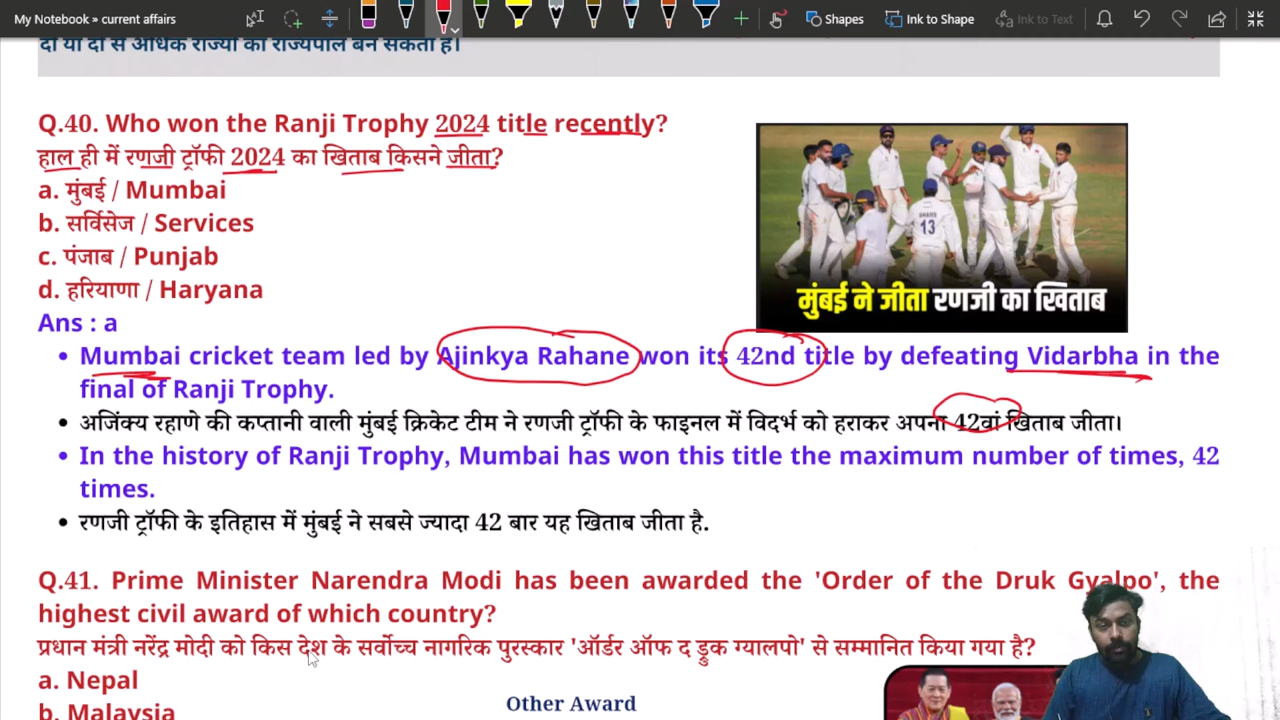 My Notebook » current affairs
Shapes
Ink to Shape
Ink to Text
दो या दो से अधिक राज्यों का राज्यपाल बन सकता है।
Q.40. Who won the Ranji Trophy 2024 title recently?
हाल ही में रणजी ट्रॉफी 2024 का खिताब किसने जीता?
a. मुंबई / Mumbai
b. सर्विसेज / Services
c. पंजाब / Punjab
d. हरियाणा / Haryana
13
मुंबई ने जीता रणजी का खिताब
Ans : a
• Mumbai cricket team led by Ajinkya Rahane won its 42nd title by defeating Vidarbha in the
final of Ranji Trophy.
• अजिंक्य रहाणे की कप्तानी वाली मुंबई क्रिकेट टीम ने रणजी ट्रॉफी के फाइनल में विदर्भ को हराकर अपना 42वां खिताब जीता।
• In the history of Ranji Trophy, Mumbai has won this title the maximum number of times, 42
times.
• रणजी ट्रॉफी के इतिहास में मुंबई ने सबसे ज्यादा 42 बार यह खिताब जीता है.
Q.41. Prime Minister Narendra Modi has been awarded the 'Order of the Druk Gyalpo', the
highest civil award of which country?
प्रधान मंत्री नरेंद्र मोदी को किस देश के सर्वोच्च नागरिक पुरस्कार 'ऑर्डर ऑफ द ड्रुक ग्यालपो' से सम्मानित किया गया है?
a. Nepal
b. Malaysia
Other Award